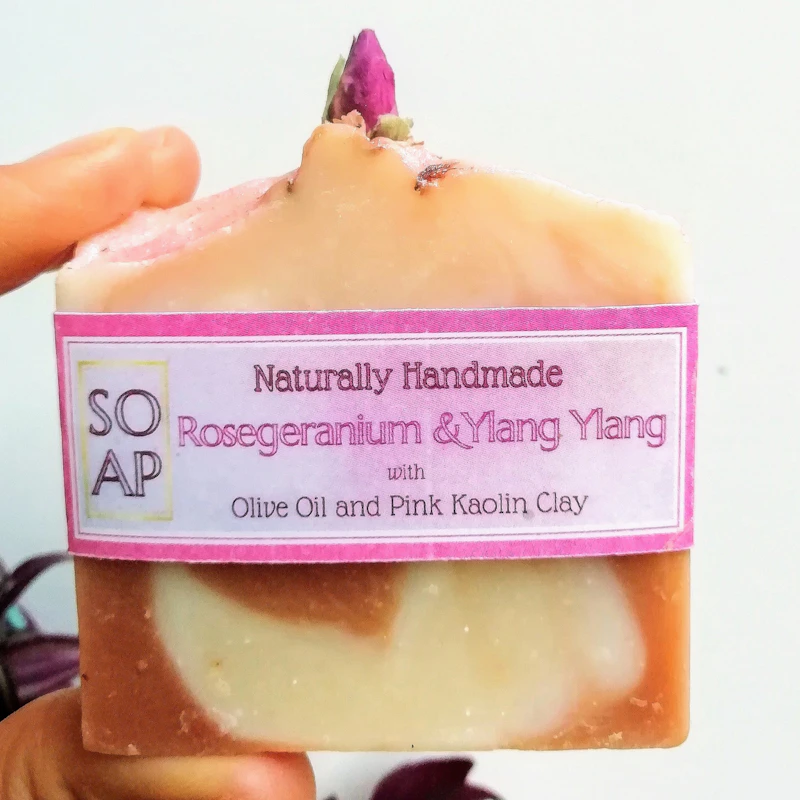 SO
AP
Naturally Handmade
Rosegeranium &Ylang Ylang
with
Olive Oil and Pink Kaolin Clay